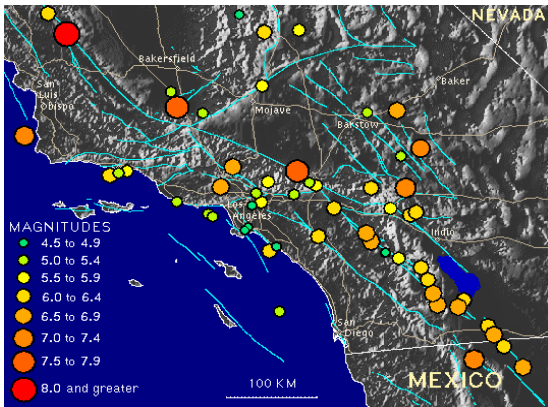 NEVADA
Bakersfield
San
Luis
Obispo
Baker
Mojave
Barstow
Los
Angeles
Indio
San
Diego
MAGNITUDES
4.5 to 4.9
5.0 to 5.4
5.5 to 5.9
6.0 to 6.4
6.5 to 6.9
7.0 to 7.4
7.5 to 7.9
8.0 and greater
100 KM
MEXICO